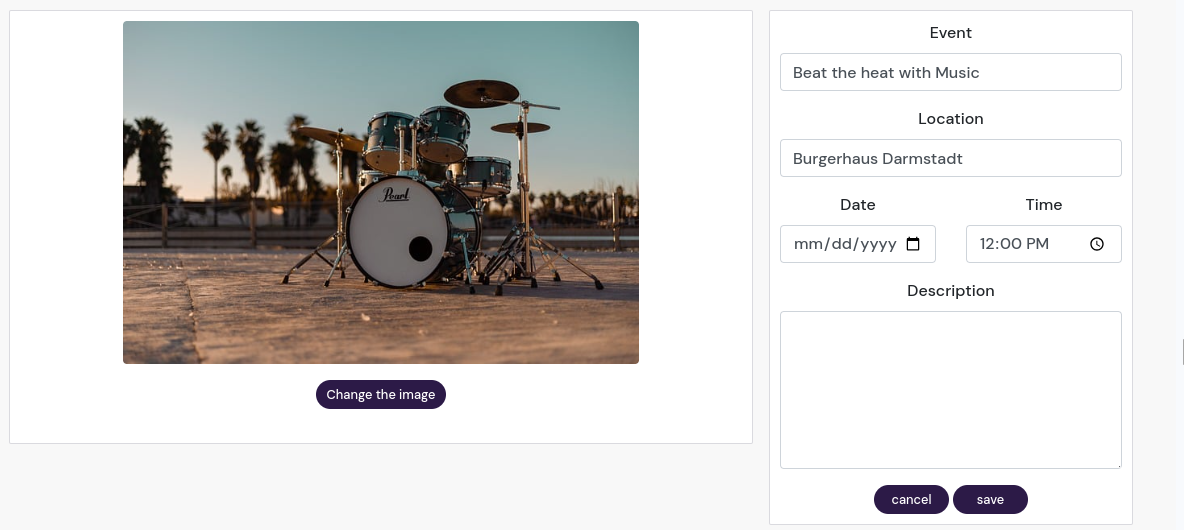 Pearl
Change the image
Event
Beat the heat with Music
Location
Burgerhaus Darmstadt
Date
Time
mm/dd/yyyy
12:00 PM
Description
cancel
save